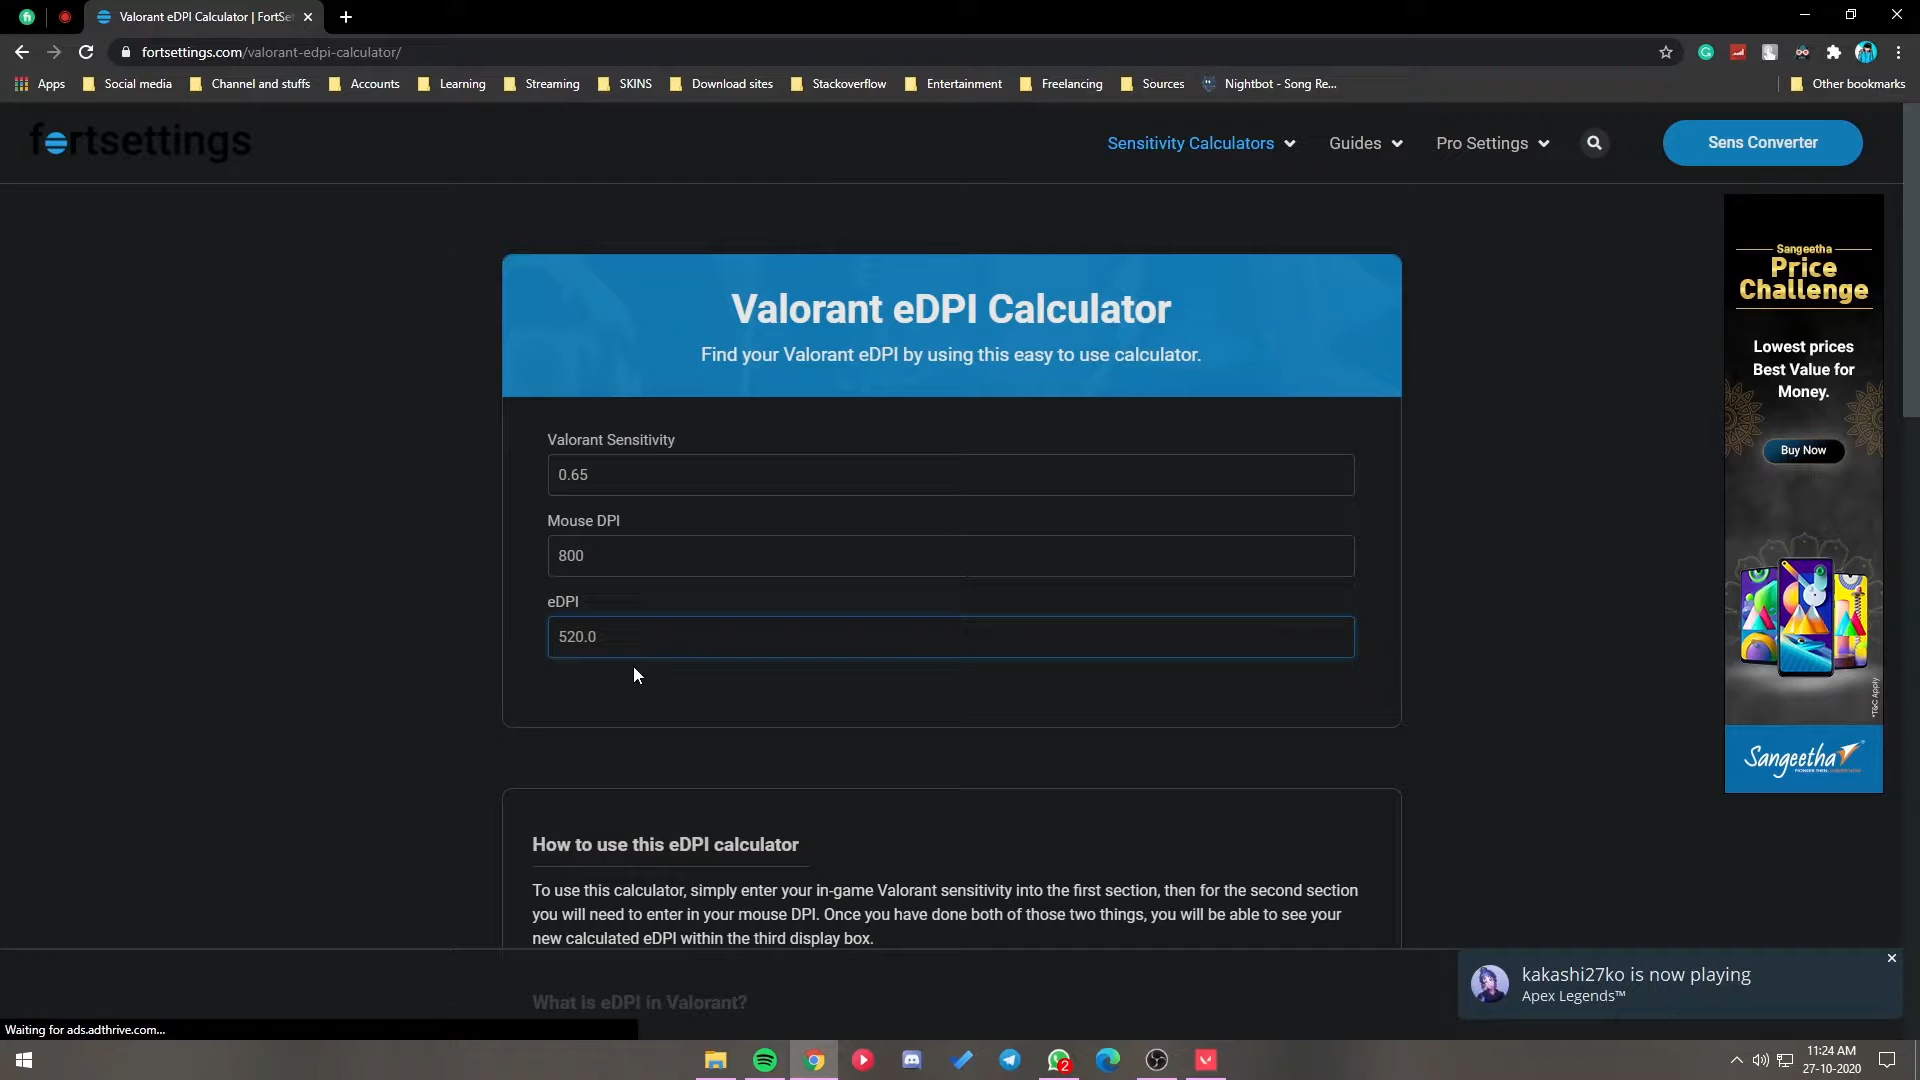 Valorant eDPI Calculator | FortSe
fortsettings.com/valorant-edpi-calculator/
Apps
Social media
Channel and stuffs
Accounts
Learning
Streaming
SKINS
Download sites
Stackoverflow
Entertainment
Freelancing
Sources
Nightbot - Song Re...
Other bookmarks
fortsettings
Sensitivity Calculators
Guides
Pro Settings
Sens Converter
Valorant eDPI Calculator
Find your Valorant eDPI by using this easy to use calculator.
Valorant Sensitivity
0.65
Mouse DPI
800
eDPI
520.0
Sangeetha
Price
Challenge
Lowest prices
Best Value for
Money.
Buy Now
*T&C Apply
Sangeetha
How to use this eDPI calculator
To use this calculator, simply enter your in-game Valorant sensitivity into the first section, then for the second section
you will need to enter in your mouse DPI. Once you have done both of those two things, you will be able to see your
new calculated eDPI within the third display box.
What is eDPI in Valorant?
kakashi27ko is now playing
Apex Legends™
Waiting for ads.adthrive.com...
2
11:24 AM
27-10-2020